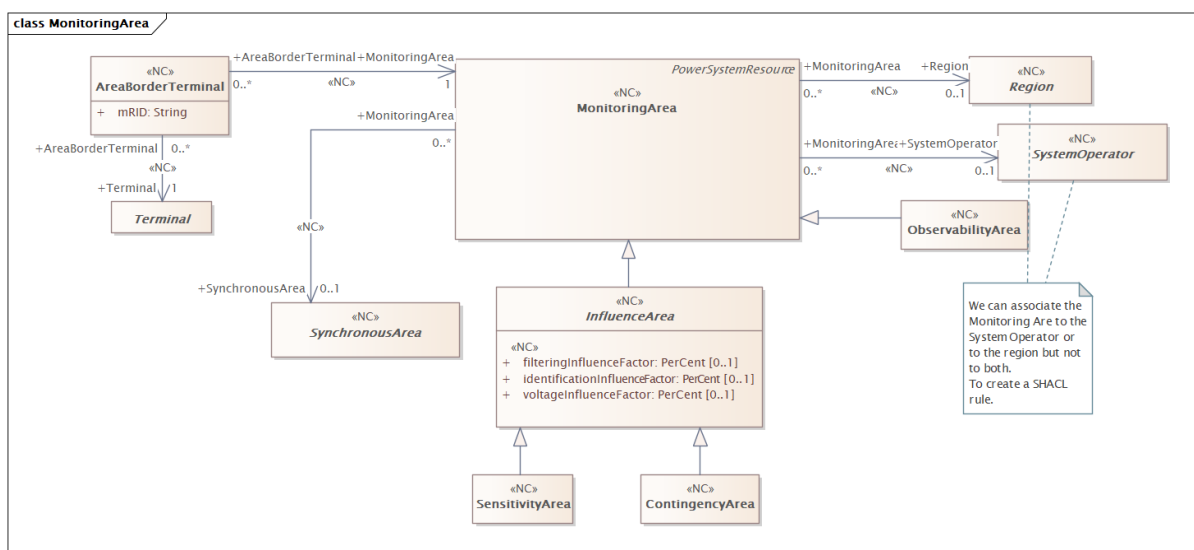 class MonitoringArea
«NC»
AreaBorderTerminal
+ mRID: String
+AreaBorderTerminal +MonitoringArea
0..* «NC» 1
PowerSystemResource
«NC»
MonitoringArea
+MonitoringArea +Region
0..* «NC» 0..1
«NC»
Region
+MonitoringArea
0..*
+AreaBorderTerminal 0..*
«NC»
+Terminal 1
Terminal
+MonitoringArea +SystemOperator
0..* «NC» 0..1
«NC»
SystemOperator
«NC»
ObservabilityArea
«NC»
+SynchronousArea 0..1
«NC»
SynchronousArea
«NC»
InfluenceArea
«NC»
+ filteringInfluenceFactor: PerCent [0..1]
+ identificationInfluenceFactor: PerCent [0..1]
+ voltageInfluenceFactor: PerCent [0..1]
We can associate the
Monitoring Are to the
System Operator or
to the region but not
to both.
To create a SHACL
rule.
«NC»
SensitivityArea
«NC»
ContingencyArea